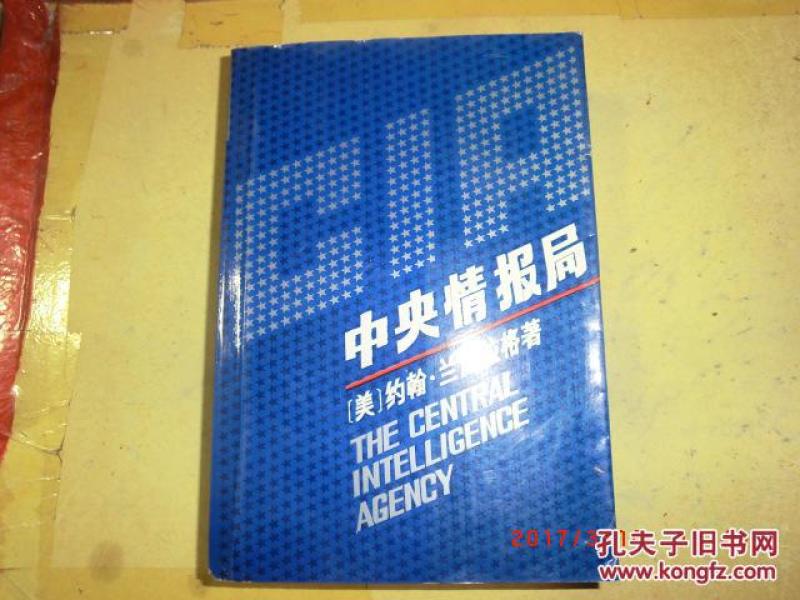 CIA
中央情报局
[美]约翰·兰 格著
THE CENTRAL
INTELLIGENCE
AGENCY
2017/3
孔夫子旧书网
www.kongfz.com